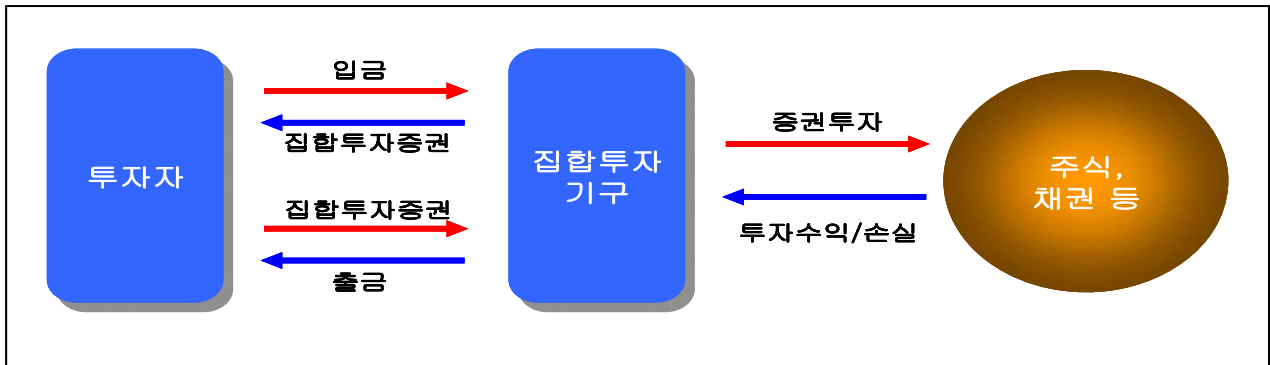 투자자
입금
집합투자증권
집합투자증권
출금
집합투자
기구
증권투자
투자수익/손실
주식,
채권 등